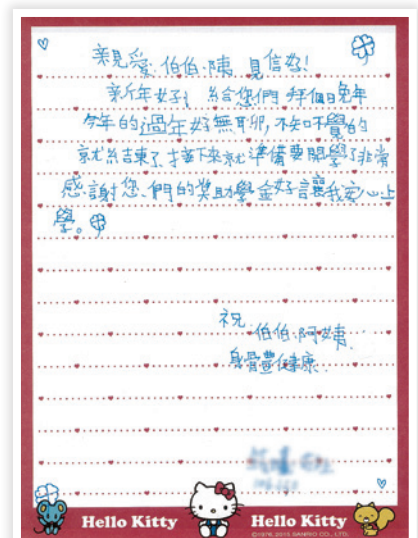 親愛 伯伯、姨 見信好!
新年好! 給您們 拜個晚年
今年的過年好無聊,不知不覺的
就結束了,接下來就準備要開學了非常
感謝您、們的獎助學金好讓我安心上
學。
祝
伯伯、阿姨
身體健康
Hello Kitty Hello Kitty